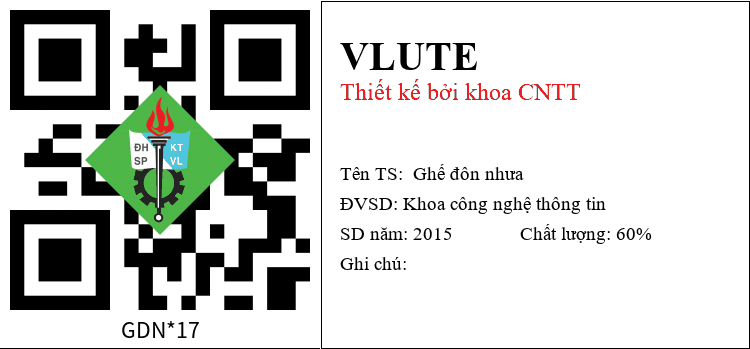 ĐH KT
SP VL
GDN*17
VLUTE
Thiết kế bởi khoa CNTT
Tên TS: Ghế đôn nhưa
ĐVSD: Khoa công nghệ thông tin
SD năm: 2015 Chất lượng: 60%
Ghi chú: